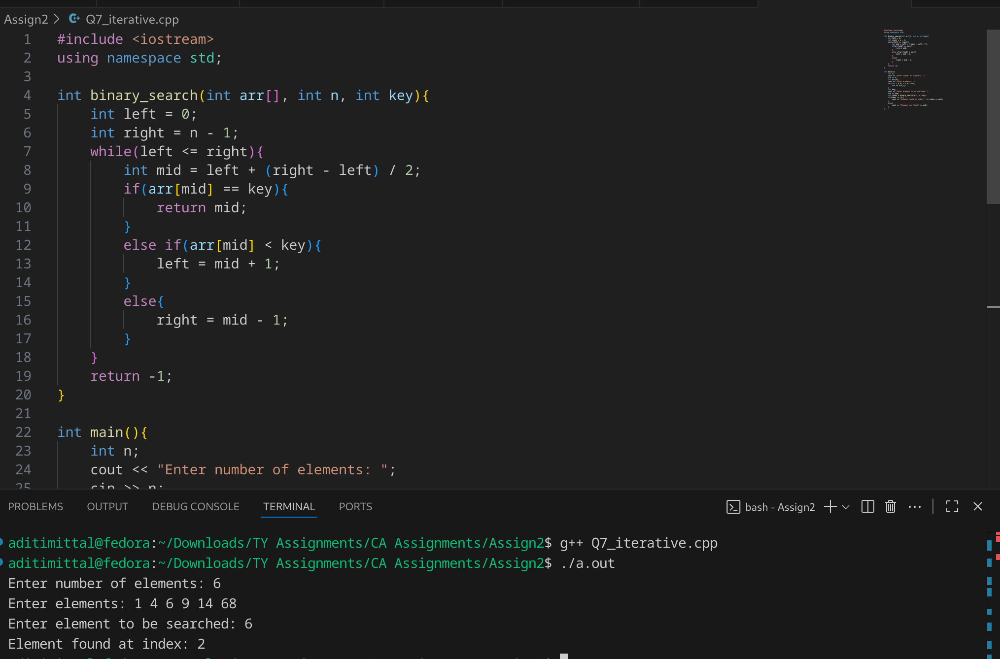 Assign2 > Q7_iterative.cpp
1 #include <iostream>
2 using namespace std;
3
4 int binary_search(int arr[], int n, int key){
5     int left = 0;
6     int right = n - 1;
7     while(left <= right){
8         int mid = left + (right - left) / 2;
9         if(arr[mid] == key){
10             return mid;
11         }
12         else if(arr[mid] < key){
13             left = mid + 1;
14         }
15         else{
16             right = mid - 1;
17         }
18     }
19     return -1;
20 }
21
22 int main(){
23     int n;
24     cout << "Enter number of elements: ";
25     cin >> n;
PROBLEMS OUTPUT DEBUG CONSOLE TERMINAL PORTS bash - Assign2
aditimittal@fedora:~/Downloads/TY Assignments/CA Assignments/Assign2$ g++ Q7_iterative.cpp
aditimittal@fedora:~/Downloads/TY Assignments/CA Assignments/Assign2$ ./a.out
Enter number of elements: 6
Enter elements: 1 4 6 9 14 68
Enter element to be searched: 6
Element found at index: 2